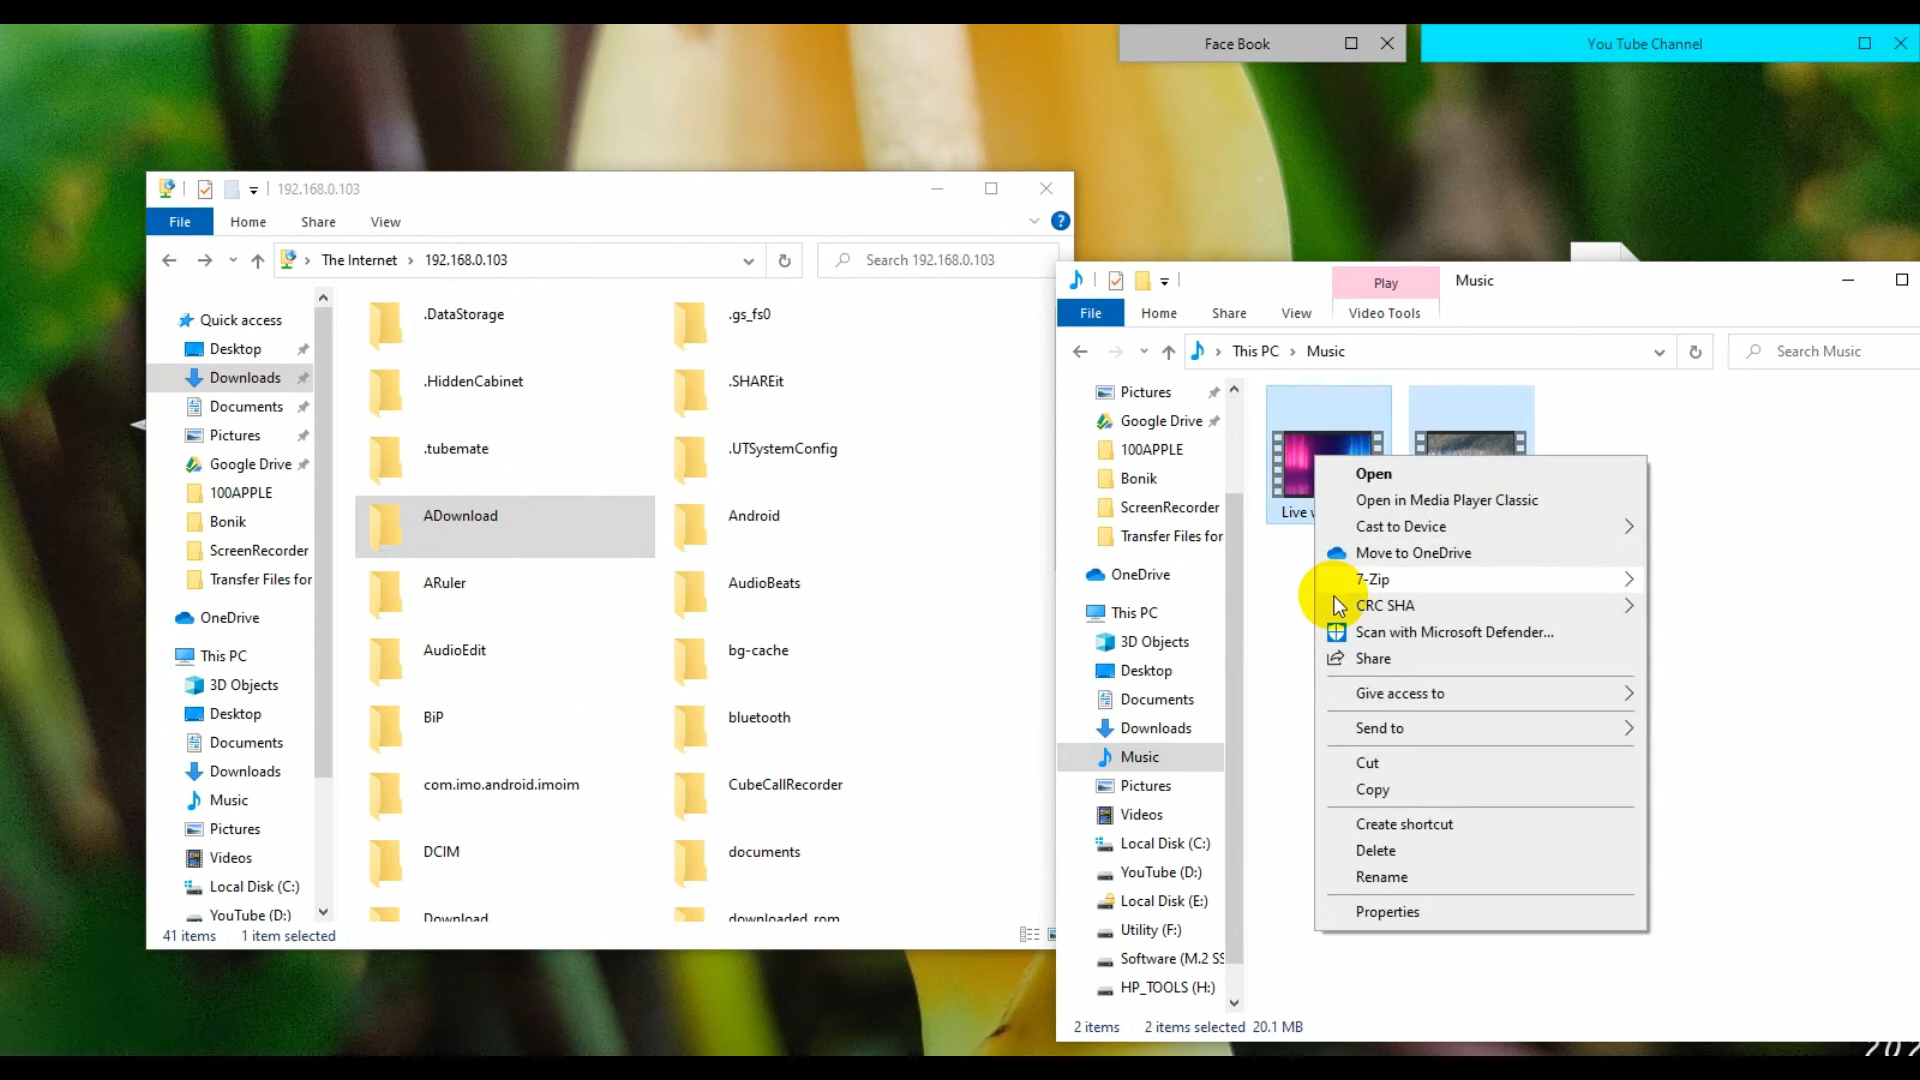 Face Book
You Tube Channel
192.168.0.103
File Home Share View
The Internet 192.168.0.103
Search 192.168.0.103
Quick access
Desktop
Downloads
Documents
Pictures
Google Drive
100APPLE
Bonik
ScreenRecorder
Transfer Files for
OneDrive
This PC
3D Objects
Desktop
Documents
Downloads
Music
Pictures
Videos
Local Disk (C:)
YouTube (D:)
.DataStorage
.gs_fs0
.HiddenCabinet
.SHAREit
.tubemate
.UTSystemConfig
ADownload
Android
ARuler
AudioBeats
AudioEdit
bg-cache
BiP
bluetooth
com.imo.android.imoim
CubeCallRecorder
DCIM
documents
Download
downloaded_rom
41 items 1 item selected
Play
Music
File Home Share View Video Tools
This PC Music
Search Music
Pictures
Google Drive
100APPLE
Bonik
ScreenRecorder
Transfer Files for
OneDrive
This PC
3D Objects
Desktop
Documents
Downloads
Music
Pictures
Videos
Local Disk (C:)
YouTube (D:)
Local Disk (E:)
Utility (F:)
Software (M.2 SS
HP_TOOLS (H:)
Live
Open
Open in Media Player Classic
Cast to Device
Move to OneDrive
7-Zip
CRC SHA
Scan with Microsoft Defender...
Share
Give access to
Send to
Cut
Copy
Create shortcut
Delete
Rename
Properties
2 items 2 items selected 20.1 MB